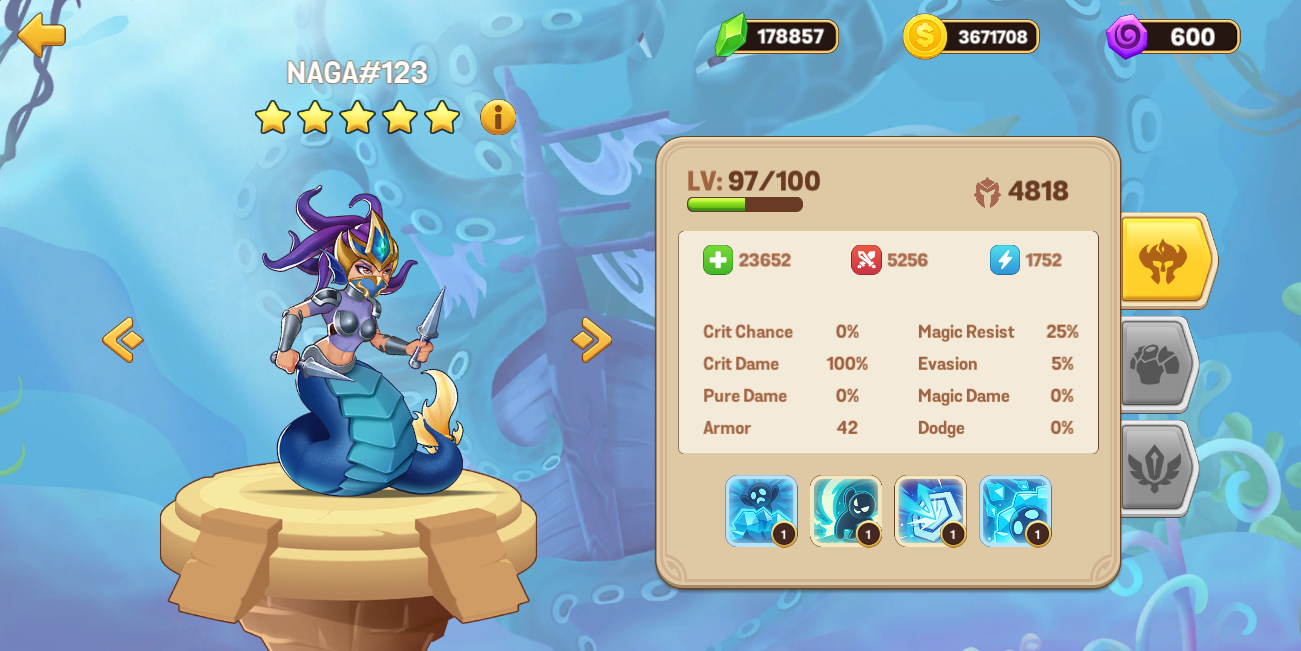 178857
3671708
600
NAGA#123
LV: 97/100
4818
23652
5256
1752
Crit Chance 0% Magic Resist 25%
Crit Dame 100% Evasion 5%
Pure Dame 0% Magic Dame 0%
Armor 42 Dodge 0%
1
1
1
1